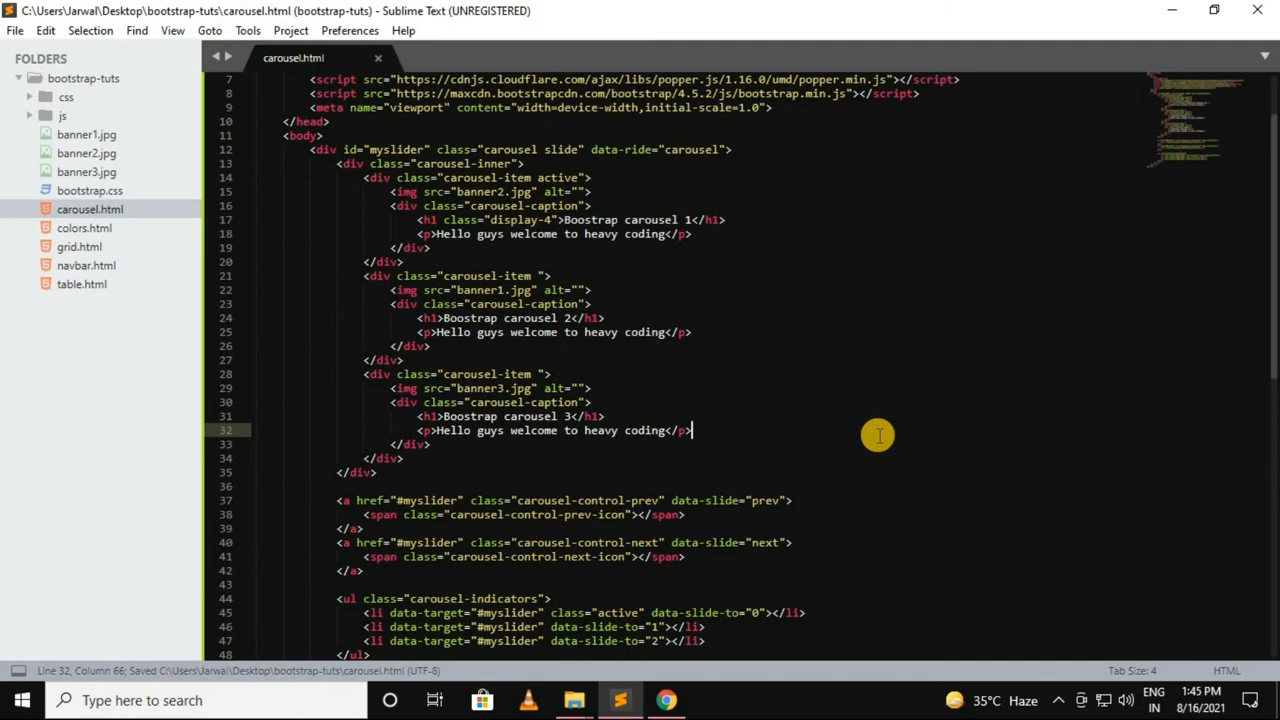 C:\Users\Jarwal\Desktop\bootstrap-tuts\carousel.html (bootstrap-tuts) - Sublime Text (UNREGISTERED)
File Edit Selection Find View Goto Tools Project Preferences Help
FOLDERS
bootstrap-tuts
css
js
banner1.jpg
banner2.jpg
banner3.jpg
bootstrap.css
carousel.html
colors.html
grid.html
navbar.html
table.html
carousel.html
7 <script src="https://cdnjs.cloudflare.com/ajax/libs/popper.js/1.16.0/umd/popper.min.js"></script>
8 <script src="https://maxcdn.bootstrapcdn.com/bootstrap/4.5.2/js/bootstrap.min.js"></script>
9 <meta name="viewport" content="width=device-width,initial-scale=1.0">
10 </head>
11 <body>
12 <div id="myslider" class="carousel slide" data-ride="carousel">
13 <div class="carousel-inner">
14 <div class="carousel-item active">
15 <img src="banner2.jpg" alt="">
16 <div class="carousel-caption">
17 <h1 class="display-4">Boostrap carousel 1</h1>
18 <p>Hello guys welcome to heavy coding</p>
19 </div>
20 </div>
21 <div class="carousel-item ">
22 <img src="banner1.jpg" alt="">
23 <div class="carousel-caption">
24 <h1>Boostrap carousel 2</h1>
25 <p>Hello guys welcome to heavy coding</p>
26 </div>
27 </div>
28 <div class="carousel-item ">
29 <img src="banner3.jpg" alt="">
30 <div class="carousel-caption">
31 <h1>Boostrap carousel 3</h1>
32 <p>Hello guys welcome to heavy coding</p>
33 </div>
34 </div>
35 </div>
36
37 <a href="#myslider" class="carousel-control-prev" data-slide="prev">
38 <span class="carousel-control-prev-icon"></span>
39 </a>
40 <a href="#myslider" class="carousel-control-next" data-slide="next">
41 <span class="carousel-control-next-icon"></span>
42 </a>
43
44 <ul class="carousel-indicators">
45 <li data-target="#myslider" class="active" data-slide-to="0"></li>
46 <li data-target="#myslider" data-slide-to="1"></li>
47 <li data-target="#myslider" data-slide-to="2"></li>
48 </ul>
Line 32, Column 66; Saved C:\Users\Jarwal\Desktop\bootstrap-tuts\carousel.html (UTF-8) Tab Size: 4 HTML
Type here to search 35°C Haze ENG IN 1:45 PM 8/16/2021